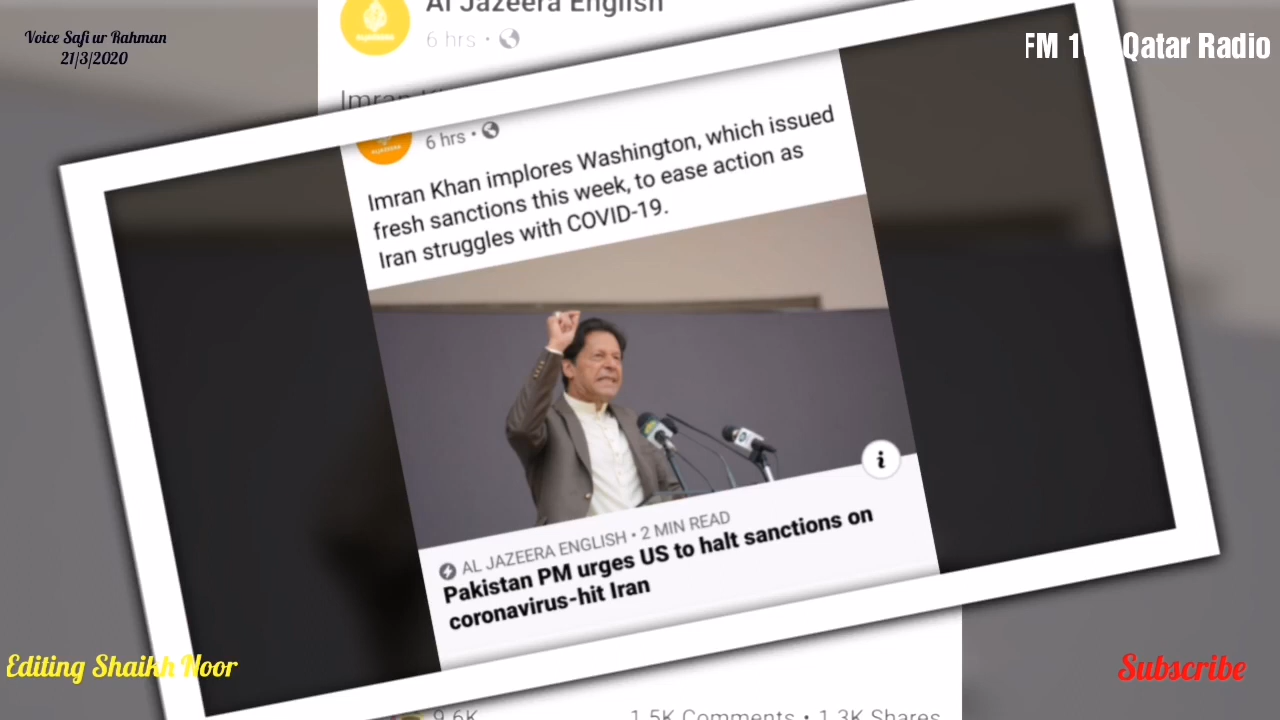 Voice Safi ur Rahman
21/3/2020
Al Jazeera English
6 hrs
FM Qatar Radio
6 hrs
Imran Khan implores Washington, which issued
fresh sanctions this week, to ease action as
Iran struggles with COVID-19.
AL JAZEERA ENGLISH • 2 MIN READ
Pakistan PM urges US to halt sanctions on
coronavirus-hit Iran
Editing Shaikh Noor
Subscribe
9.6K
1.5K Comments • 1.3K Shares